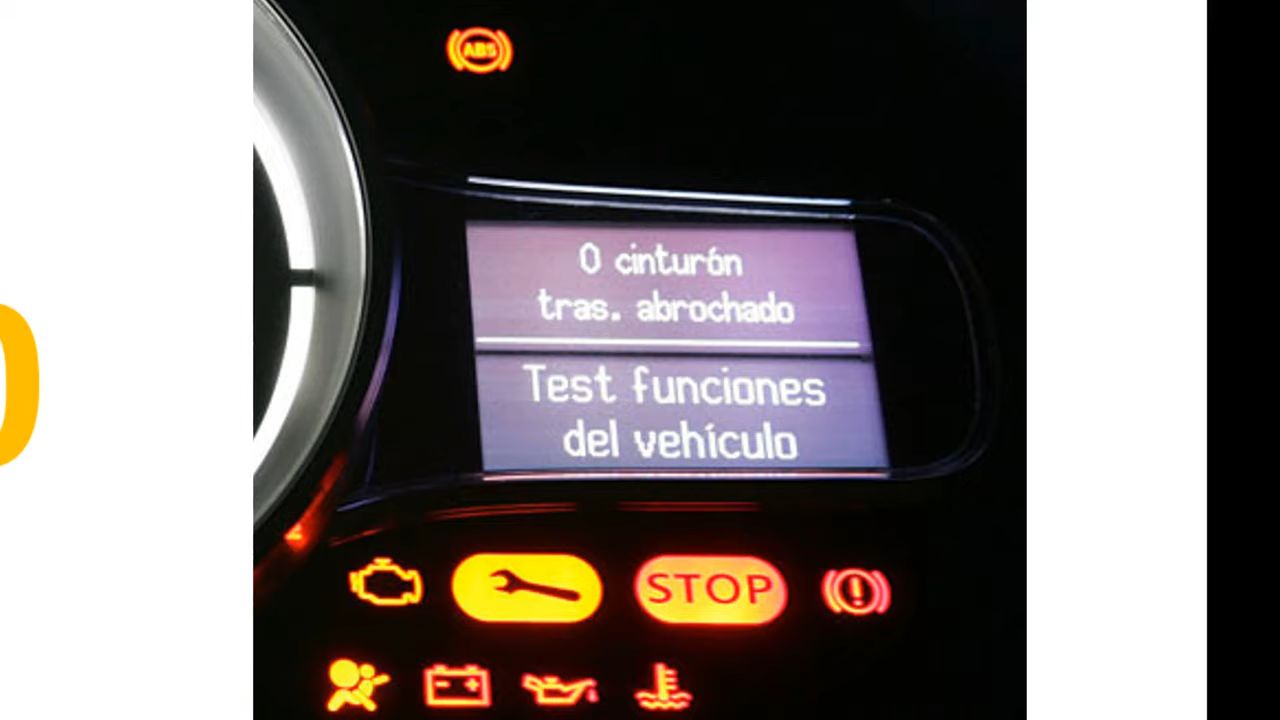 ABS
0 cinturón
tras. abrochado
Test funciones
del vehículo
STOP